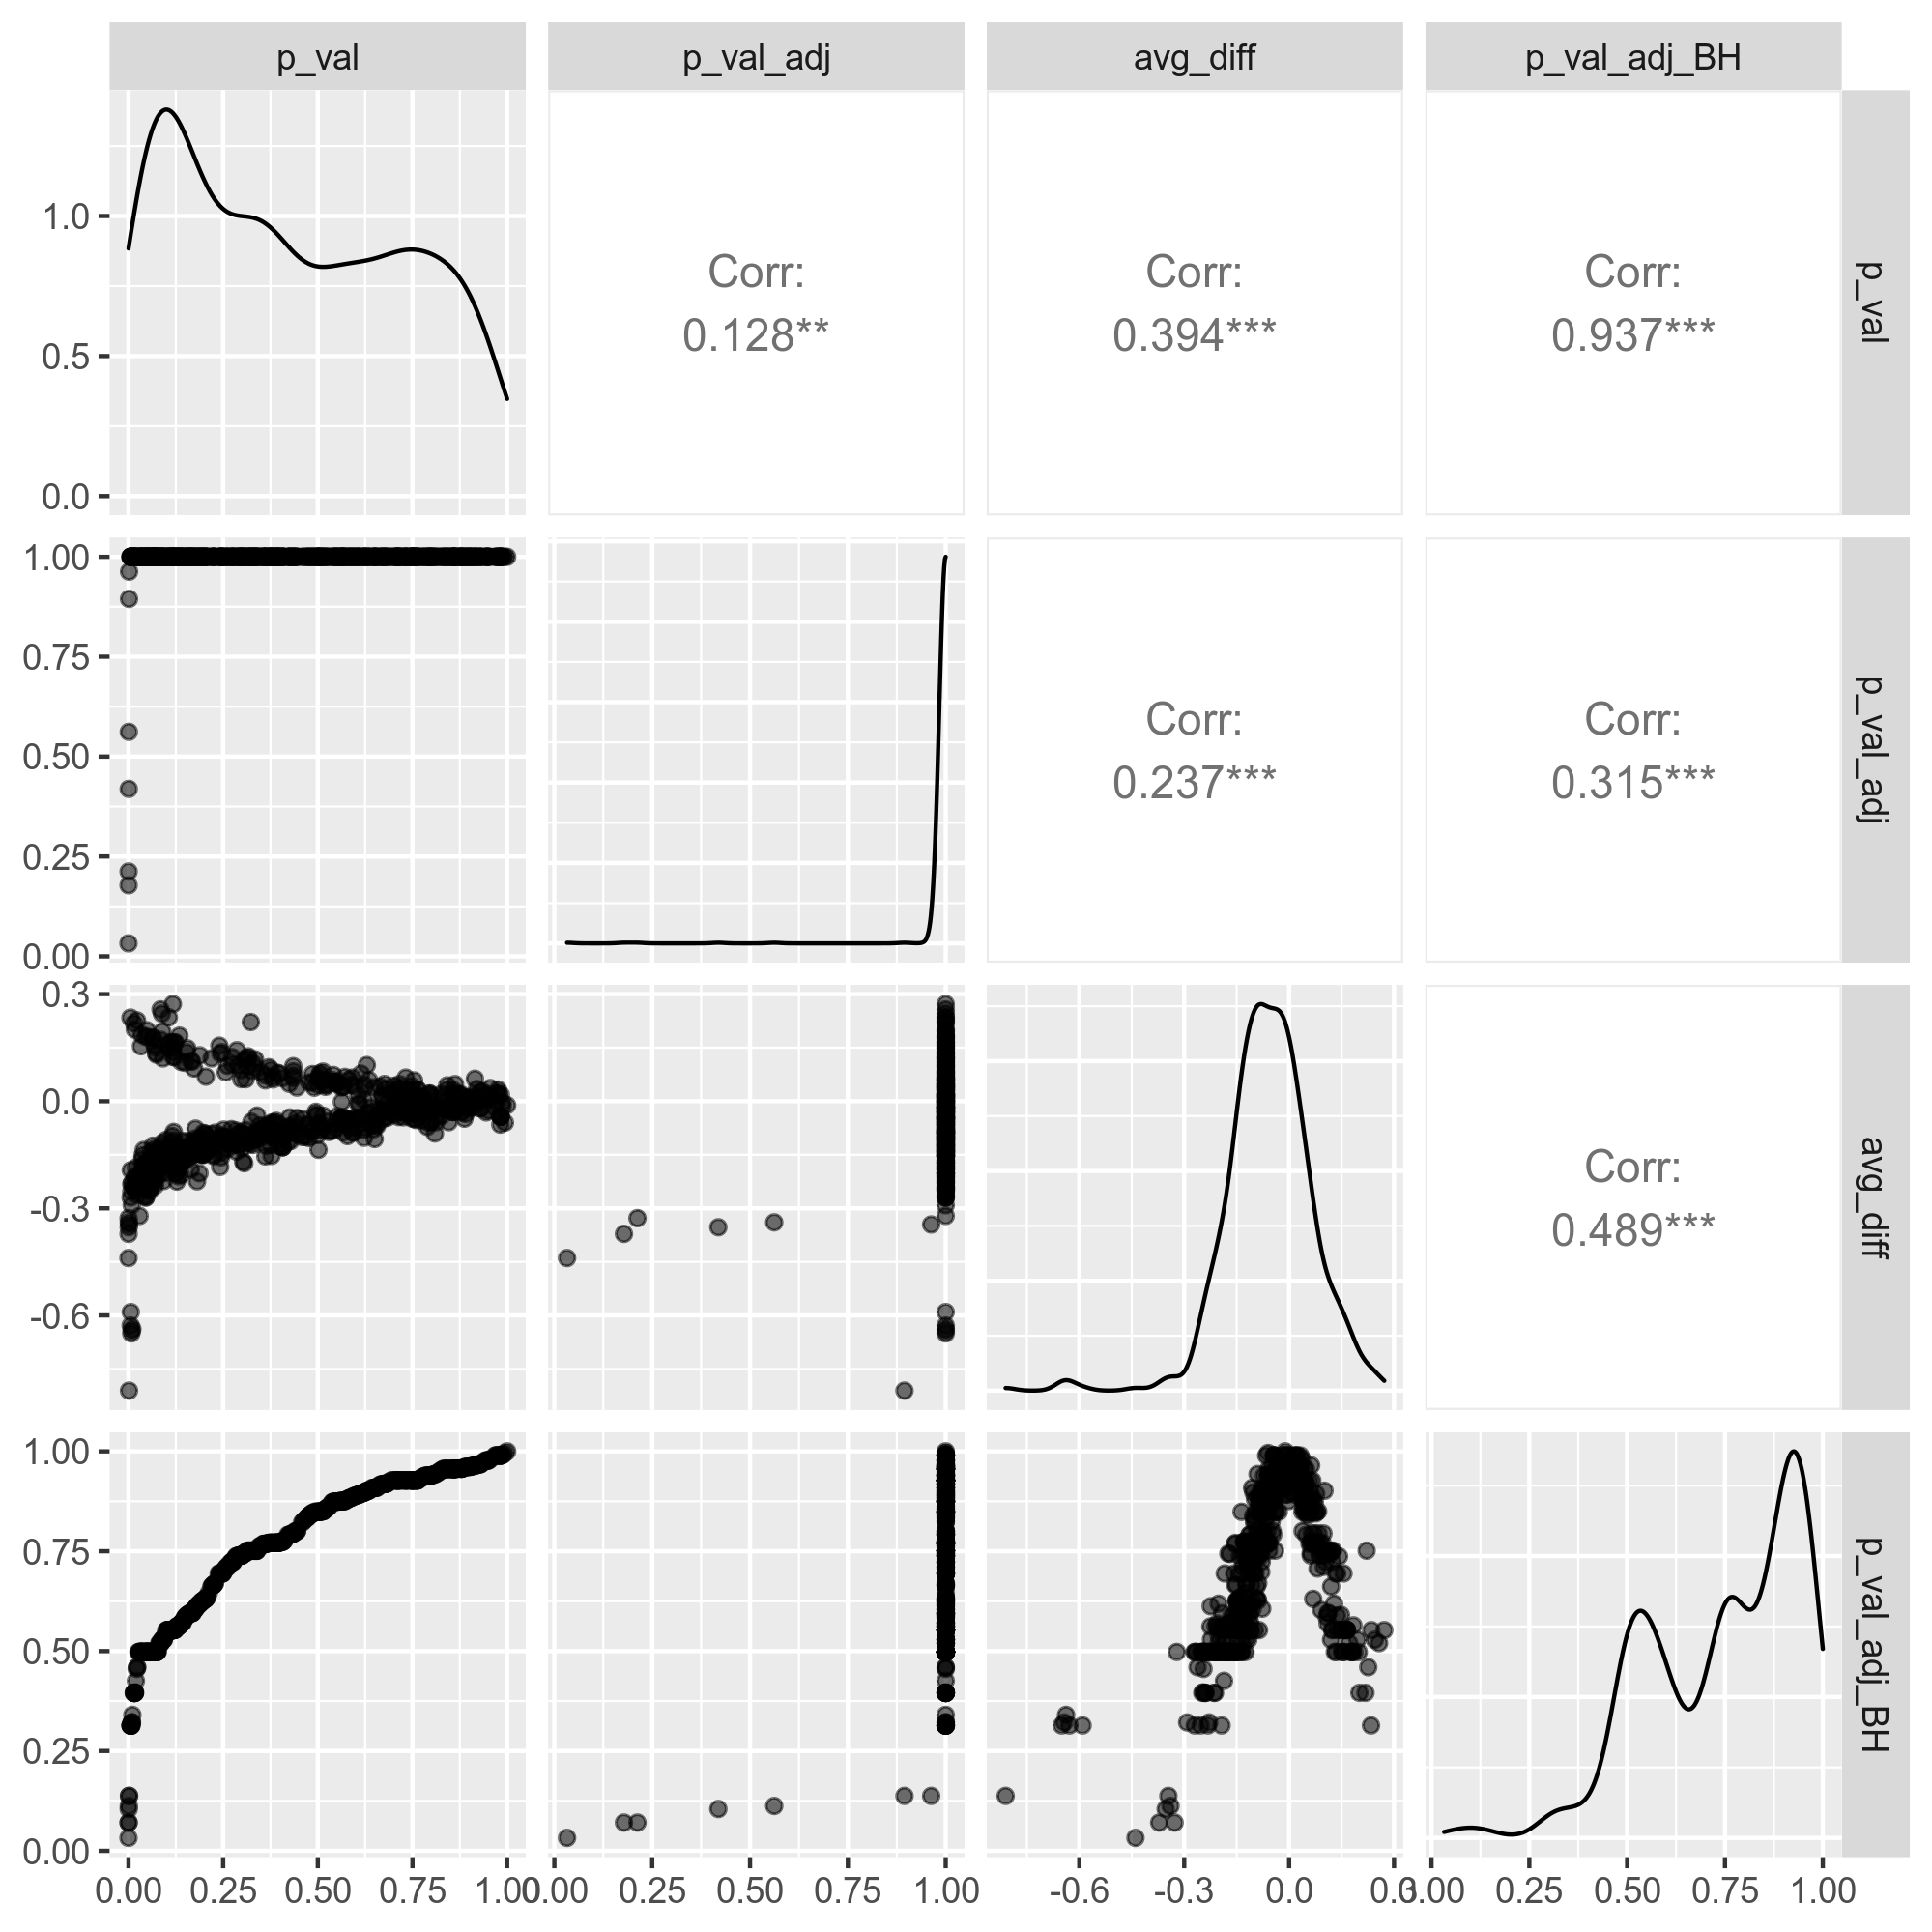 p_val p_val_adj avg_diff p_val_adj_BH
1.0
0.5
0.0
Corr:
0.128**
Corr:
0.394***
Corr:
0.937***
p_val
1.00
0.75
0.50
0.25
0.00
Corr:
0.237***
Corr:
0.315***
p_val_adj
0.3
0.0
-0.3
-0.6
Corr:
0.489***
avg_diff
1.00
0.75
0.50
0.25
0.00
p_val_adj_BH
0.00 0.25 0.50 0.75 1.00
0.00 0.25 0.50 0.75 1.00
-0.6 -0.3 0.0 0.3
0.00 0.25 0.50 0.75 1.00